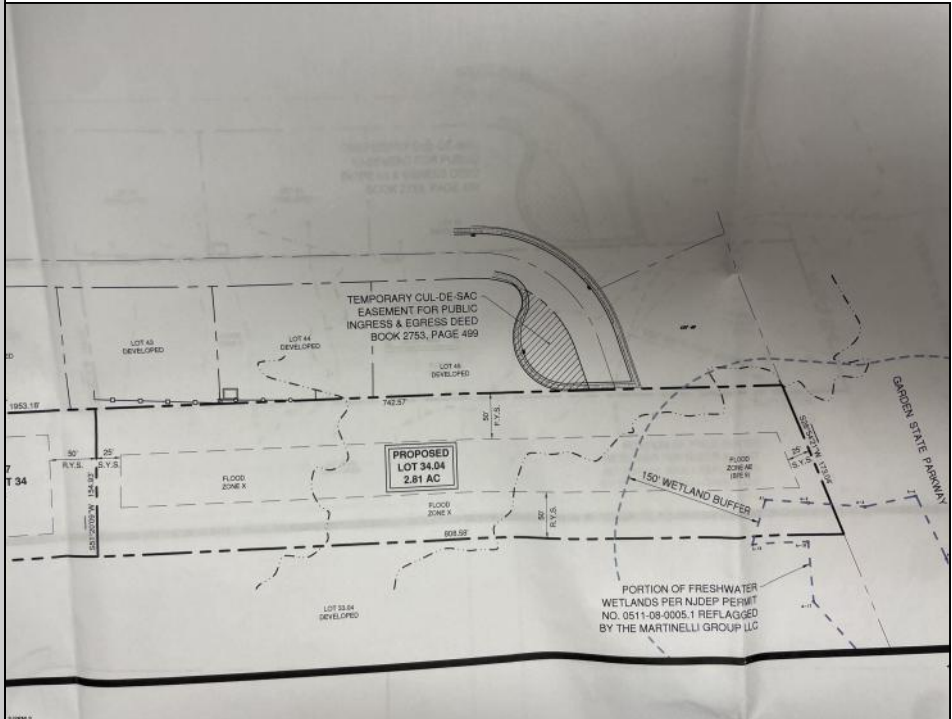 TEMPORARY CUL-DE-SAC
EASEMENT FOR PUBLIC
INGRESS & EGRESS DEED
BOOK 2753, PAGE 499
LOT 43
DEVELOPED
LOT 44
DEVELOPED
LOT 45
DEVELOPED
GARDEN STATE PARKWAY
1953.18'
742.57'
50'
F.Y.S.
50'
R.Y.S.
25'
S.Y.S.
T 34
PROPOSED
LOT 34.04
2.81 AC
FLOOD
ZONE X
FLOOD
ZONE X
FLOOD
ZONE AE
25'
S.Y.S.
150' WETLAND BUFFER
50'
R.Y.S.
808.58'
PORTION OF FRESHWATER
WETLANDS PER NJDEP PERMIT
NO. 0511-08-0005.1 REFLAGGED
BY THE MARTINELLI GROUP LLC
LOT 33.04
DEVELOPED